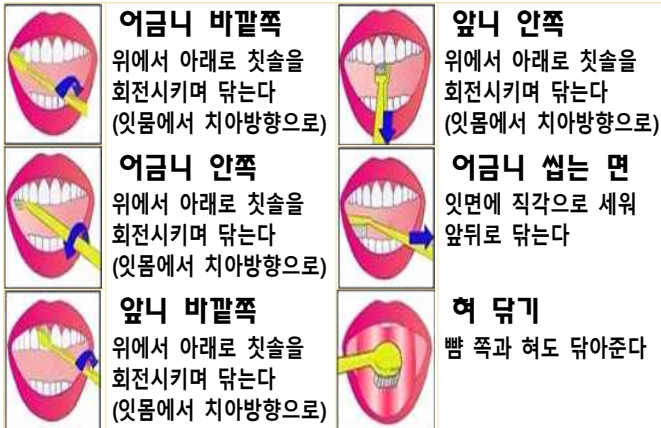 어금니 바깥쪽
위에서 아래로 칫솔을
회전시키며 닦는다
(잇몸에서 치아방향으로)
앞니 안쪽
위에서 아래로 칫솔을
회전시키며 닦는다
(잇몸에서 치아방향으로)
어금니 안쪽
위에서 아래로 칫솔을
회전시키며 닦는다
(잇몸에서 치아방향으로)
어금니 씹는 면
잇면에 직각으로 세워
앞뒤로 닦는다
앞니 바깥쪽
위에서 아래로 칫솔을
회전시키며 닦는다
(잇몸에서 치아방향으로)
혀 닦기
뺨 쪽과 혀도 닦아준다